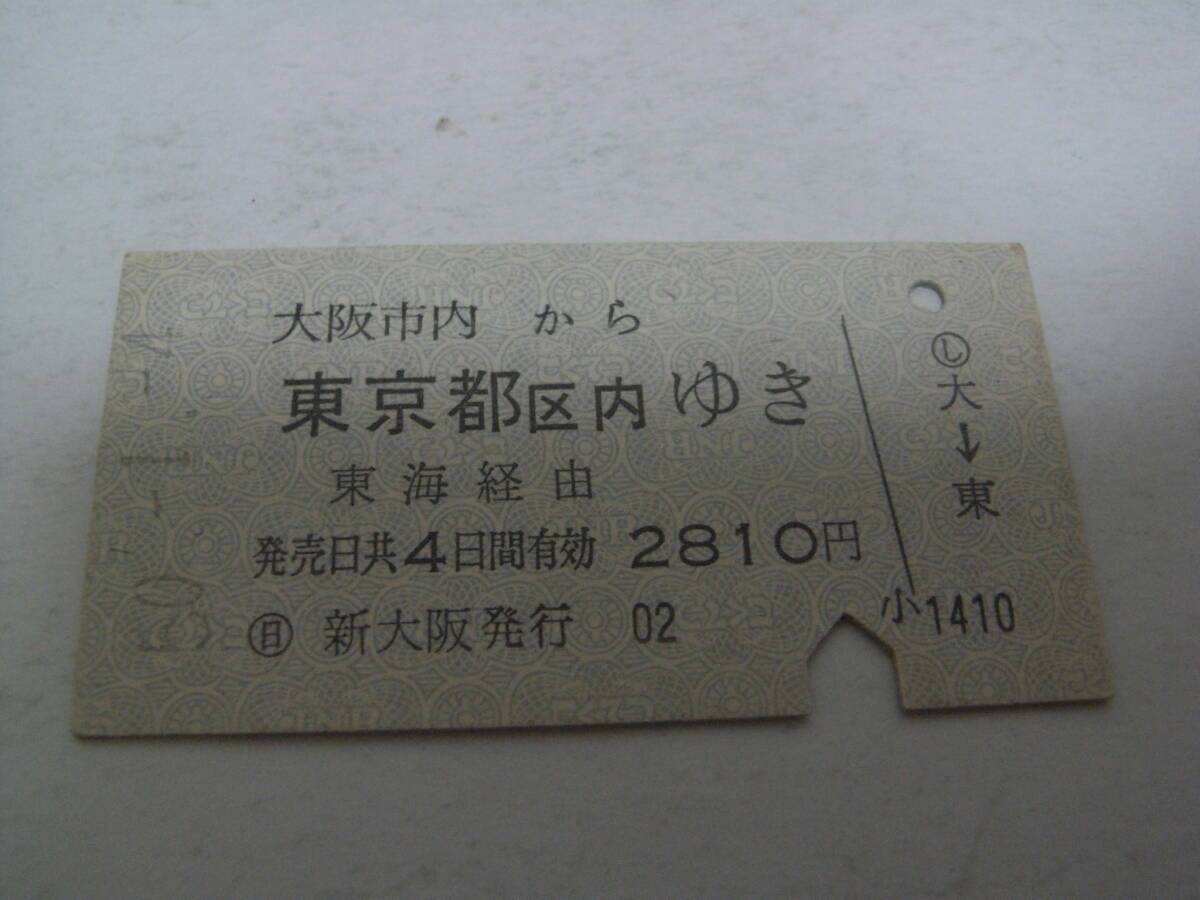 大阪市内 から
東京都区内ゆき
東海経由
発売日共4日間有効 2810円
㊐ 新大阪発行 02
㋛
大
↓
東
小1410